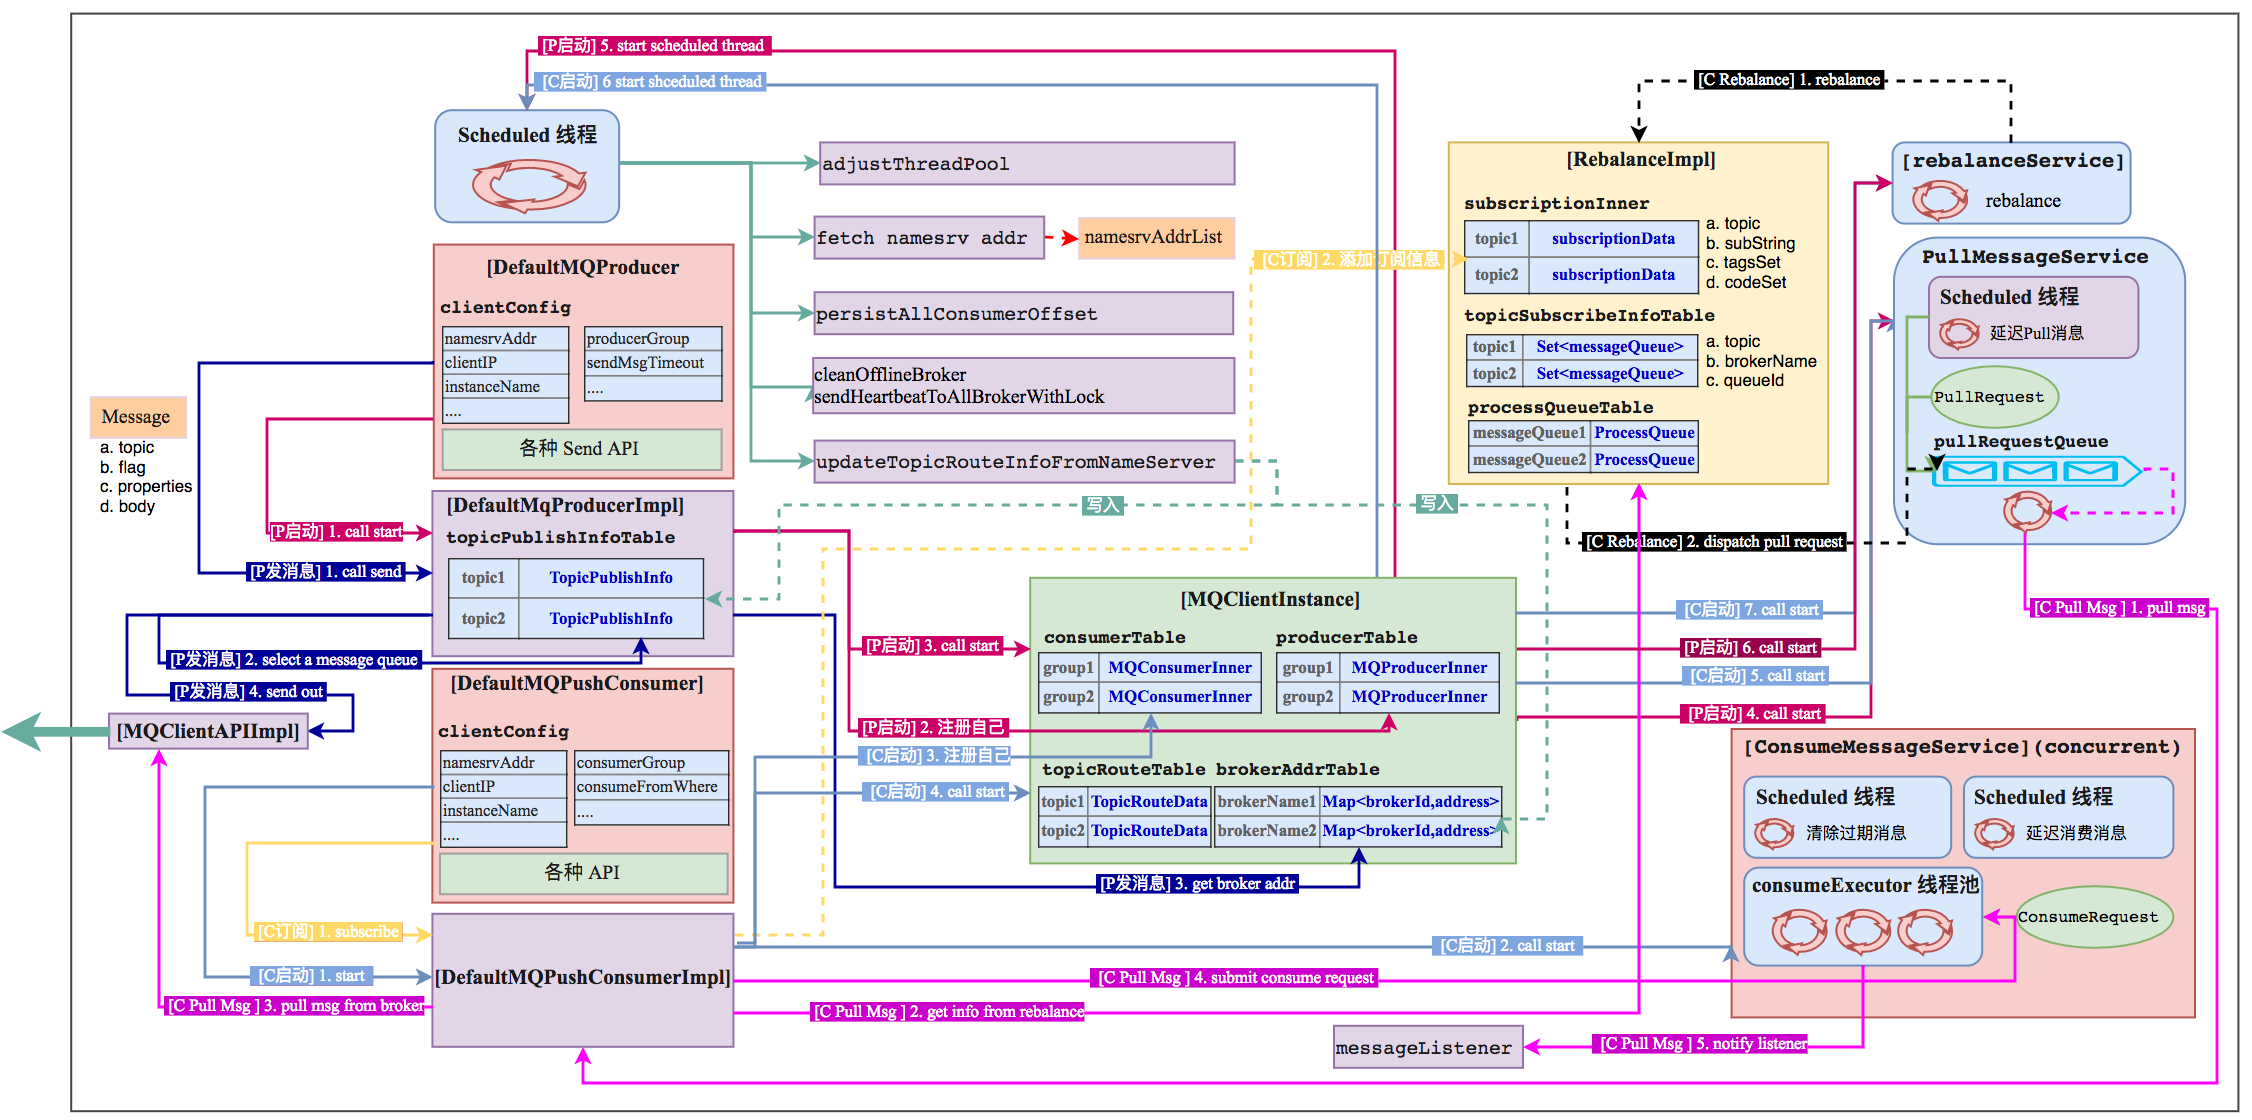 [P启动] 5. start scheduled thread
[C启动] 6 start shceduled thread
Scheduled 线程
adjustThreadPool
fetch namesrv addr
namesrvAddrList
persistAllConsumerOffset
cleanOfflineBroker
sendHeartbeatToAllBrokerWithLock
updateTopicRouteInfoFromNameServer
写入
写入
[DefaultMQProducer
clientConfig
namesrvAddr
clientIP
instanceName
....
producerGroup
sendMsgTimeout
....
各种 Send API
Message
a. topic
b. flag
c. properties
d. body
[P启动] 1. call start
[P发消息] 1. call send
[DefaultMqProducerImpl]
topicPublishInfoTable
topic1
TopicPublishInfo
topic2
TopicPublishInfo
[P发消息] 2. select a message queue
[P发消息] 4. send out
[MQClientAPIImpl]
[DefaultMQPushConsumer]
clientConfig
namesrvAddr
clientIP
instanceName
....
consumerGroup
consumeFromWhere
....
各种 API
[C订阅] 1. subscribe
[C启动] 1. start
[C Pull Msg ] 3. pull msg from broker
[DefaultMQPushConsumerImpl]
[P启动] 3. call start
[P启动] 2. 注册自己
[C启动] 3. 注册自己
[C启动] 4. call start
[P发消息] 3. get broker addr
[MQClientInstance]
consumerTable
group1
MQConsumerInner
group2
MQConsumerInner
producerTable
group1
MQProducerInner
group2
MQProducerInner
topicRouteTable
topic1
TopicRouteData
topic2
TopicRouteData
brokerAddrTable
brokerName1
Map<brokerId,address>
brokerName2
Map<brokerId,address>
[C订阅] 2. 添加订阅信息
[C Rebalance] 1. rebalance
[RebalanceImpl]
subscriptionInner
topic1
subscriptionData
topic2
subscriptionData
a. topic
b. subString
c. tagsSet
d. codeSet
topicSubscribeInfoTable
topic1
Set<messageQueue>
topic2
Set<messageQueue>
a. topic
b. brokerName
c. queueId
processQueueTable
messageQueue1
ProcessQueue
messageQueue2
ProcessQueue
[C Rebalance] 2. dispatch pull request
[rebalanceService]
rebalance
PullMessageService
Scheduled 线程
延迟Pull消息
PullRequest
pullRequestQueue
[C Pull Msg ] 1. pull msg
[C启动] 7. call start
[P启动] 6. call start
[C启动] 5. call start
[P启动] 4. call start
[ConsumeMessageService](concurrent)
Scheduled 线程
清除过期消息
Scheduled 线程
延迟消费消息
consumeExecutor 线程池
ConsumeRequest
[C启动] 2. call start
[C Pull Msg ] 4. submit consume request
[C Pull Msg ] 2. get info from rebalance
[C Pull Msg ] 5. notify listener
messageListener